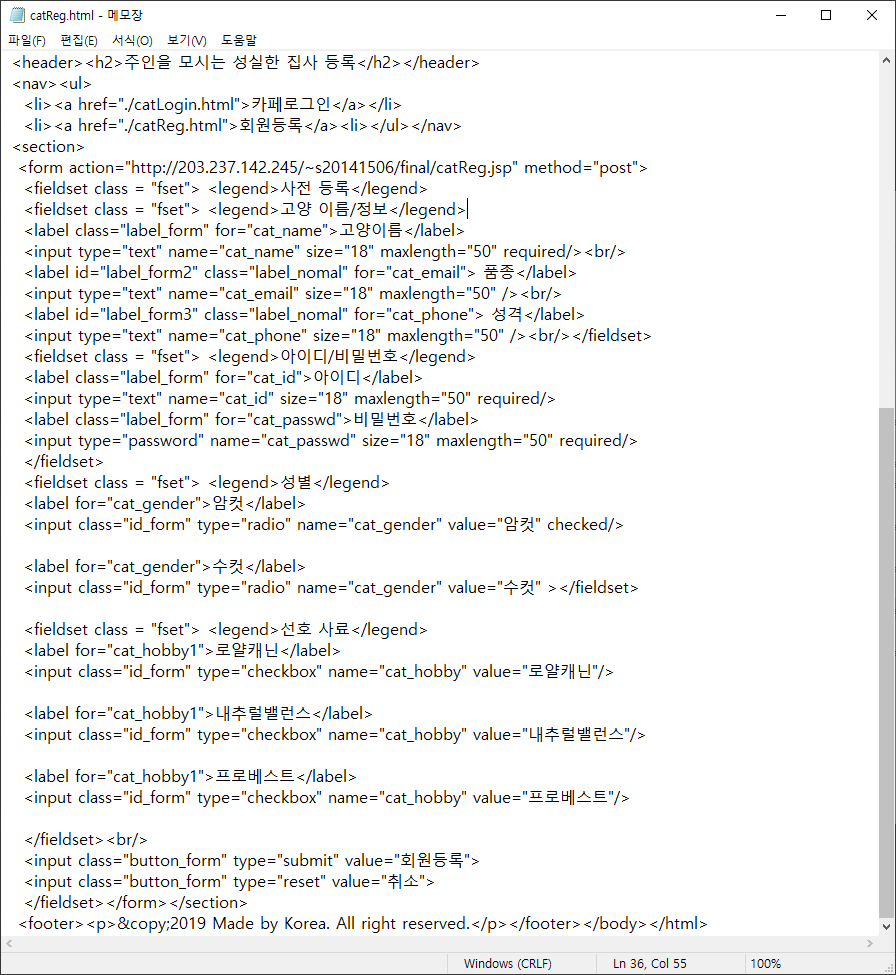 catReg.html - 메모장
파일(F) 편집(E) 서식(O) 보기(V) 도움말
<header><h2>주인을 모시는 성실한 집사 등록</h2></header>
<nav><ul>
<li><a href="./catLogin.html">카페로그인</a></li>
<li><a href="./catReg.html">회원등록</a><li></ul></nav>
<section>
<form action="http://203.237.142.245/~s20141506/final/catReg.jsp" method="post">
<fieldset class = "fset"> <legend>사전 등록</legend>
<fieldset class = "fset"> <legend>고양 이름/정보</legend>
<label class="label_form" for="cat_name">고양이름</label>
<input type="text" name="cat_name" size="18" maxlength="50" required/><br/>
<label id="label_form2" class="label_nomal" for="cat_email"> 품종</label>
<input type="text" name="cat_email" size="18" maxlength="50" /><br/>
<label id="label_form3" class="label_nomal" for="cat_phone"> 성격</label>
<input type="text" name="cat_phone" size="18" maxlength="50" /><br/></fieldset>
<fieldset class = "fset"> <legend>아이디/비밀번호</legend>
<label class="label_form" for="cat_id">아이디</label>
<input type="text" name="cat_id" size="18" maxlength="50" required/>
<label class="label_form" for="cat_passwd">비밀번호</label>
<input type="password" name="cat_passwd" size="18" maxlength="50" required/>
</fieldset>
<fieldset class = "fset"> <legend>성별</legend>
<label for="cat_gender">암컷</label>
<input class="id_form" type="radio" name="cat_gender" value="암컷" checked/>
<label for="cat_gender">수컷</label>
<input class="id_form" type="radio" name="cat_gender" value="수컷" ></fieldset>
<fieldset class = "fset"> <legend>선호 사료</legend>
<label for="cat_hobby1">로얄캐닌</label>
<input class="id_form" type="checkbox" name="cat_hobby" value="로얄캐닌"/>
<label for="cat_hobby1">내추럴밸런스</label>
<input class="id_form" type="checkbox" name="cat_hobby" value="내추럴밸런스"/>
<label for="cat_hobby1">프로베스트</label>
<input class="id_form" type="checkbox" name="cat_hobby" value="프로베스트"/>
</fieldset><br/>
<input class="button_form" type="submit" value="회원등록">
<input class="button_form" type="reset" value="취소">
</fieldset></form></section>
<footer><p>&copy;2019 Made by Korea. All right reserved.</p></footer></body></html>
Windows (CRLF) Ln 36, Col 55 100%